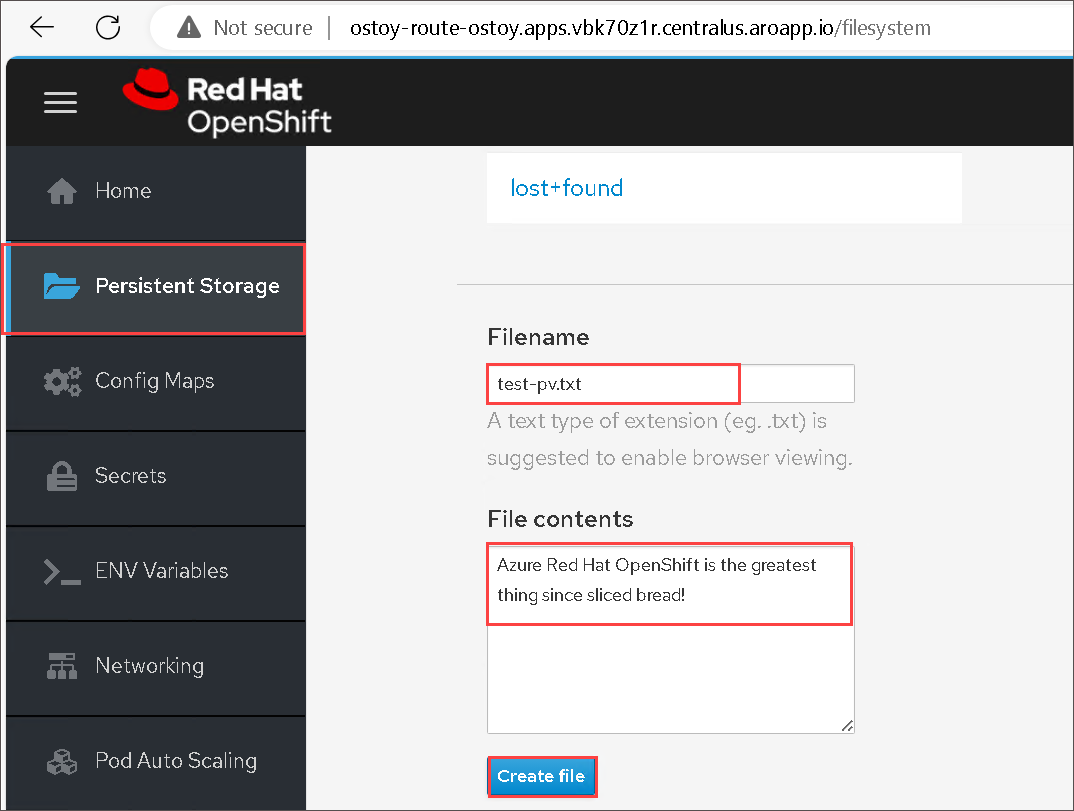 Not secure | ostoy-route-ostoy.apps.vbk70z1r.centralus.aroapp.io/filesystem
Red Hat
OpenShift
Home
Persistent Storage
Config Maps
Secrets
ENV Variables
Networking
Pod Auto Scaling
lost+found
Filename
test-pv.txt
A text type of extension (eg. .txt) is
suggested to enable browser viewing.
File contents
Azure Red Hat OpenShift is the greatest
thing since sliced bread!
Create file